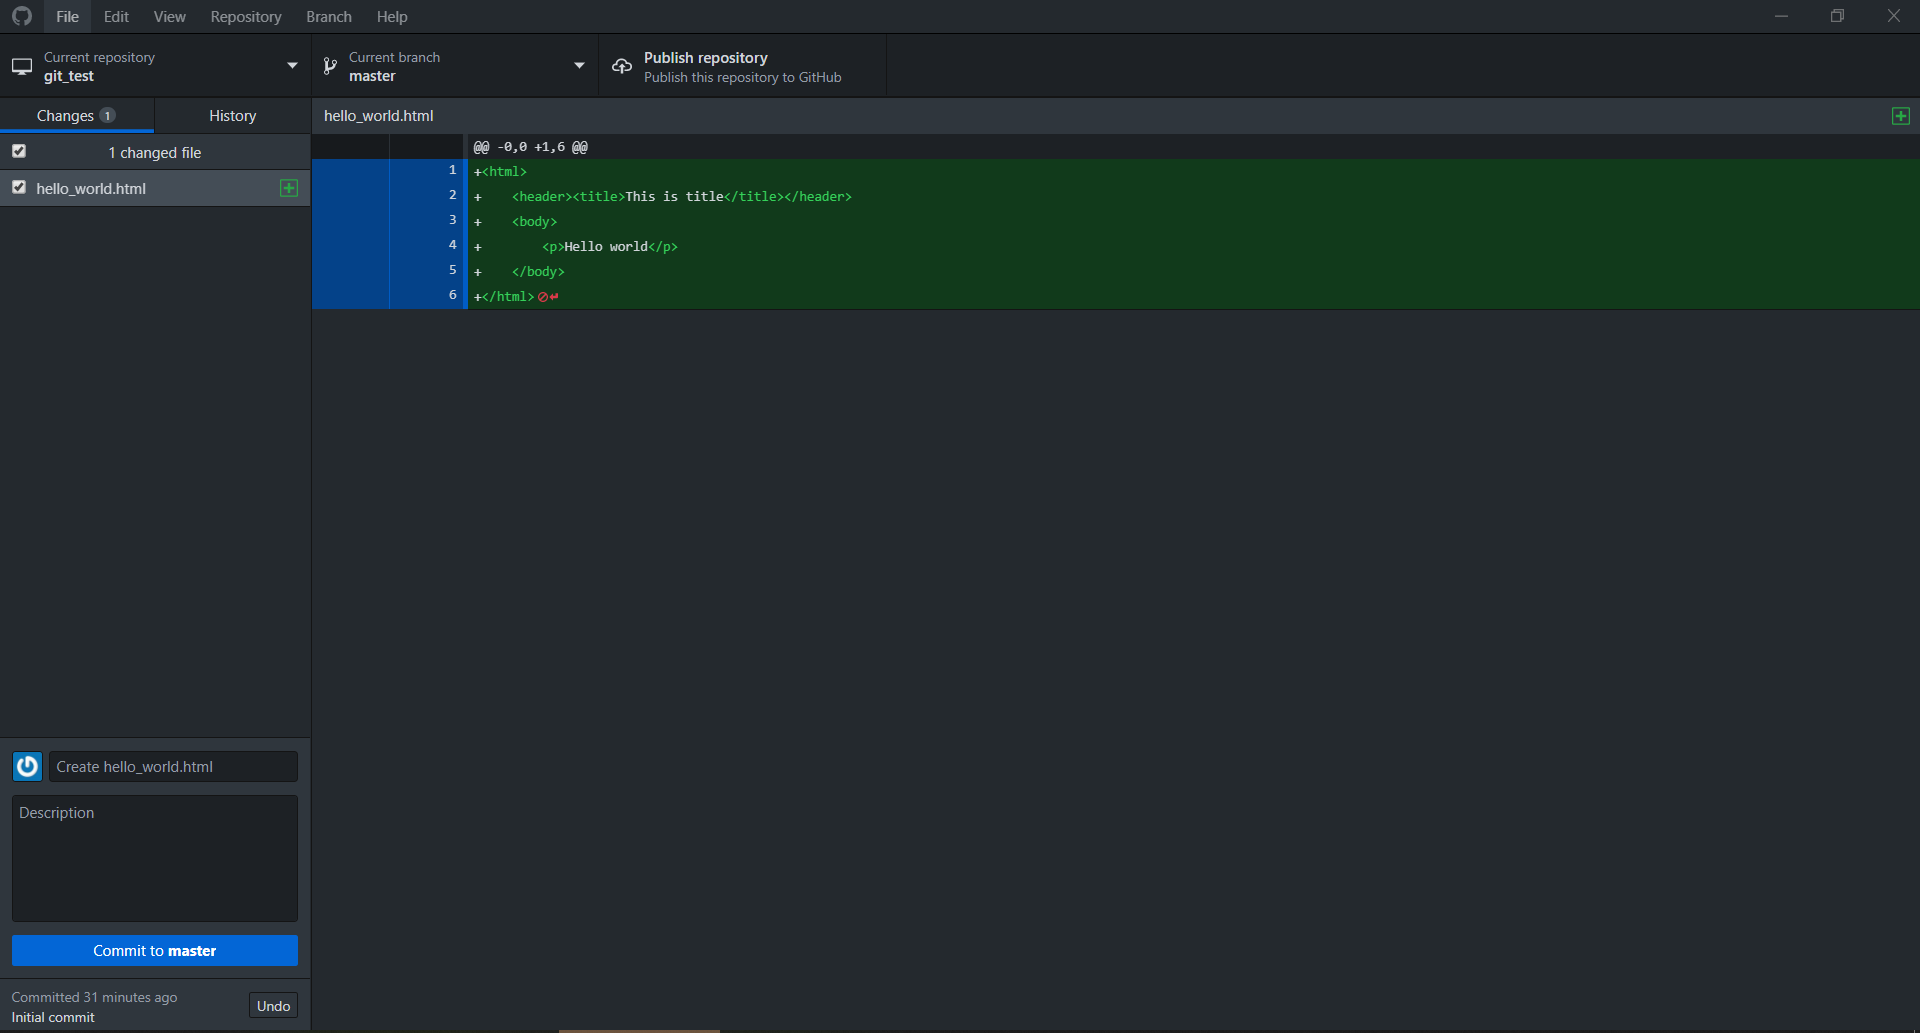 File Edit View Repository Branch Help
Current repository
git_test
Current branch
master
Publish repository
Publish this repository to GitHub
Changes 1
History
1 changed file
hello_world.html
hello_world.html
@@ -0,0 +1,6 @@
1 +<html>
2 +    <header><title>This is title</title></header>
3 +    <body>
4 +        <p>Hello world</p>
5 +    </body>
6 +</html>
Create hello_world.html
Description
Commit to master
Committed 31 minutes ago
Initial commit
Undo